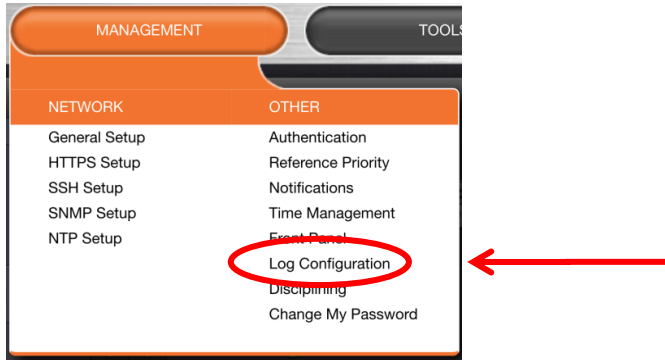 MANAGEMENT
TOOLS
NETWORK
General Setup
HTTPS Setup
SSH Setup
SNMP Setup
NTP Setup
OTHER
Authentication
Reference Priority
Notifications
Time Management
Front Panel
Log Configuration
Disciplining
Change My Password